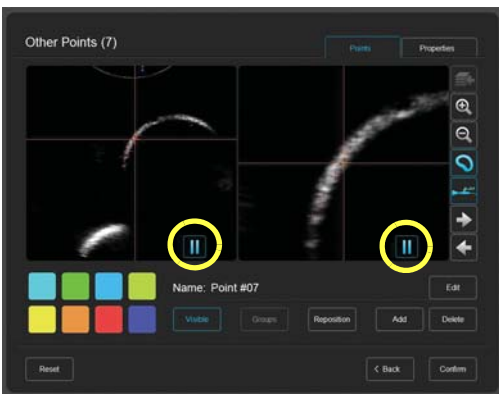 Other Points (7)
Points Properties
Name: Point #07
Edit
Visible Groups Reposition Add Delete
Reset < Back Confirm